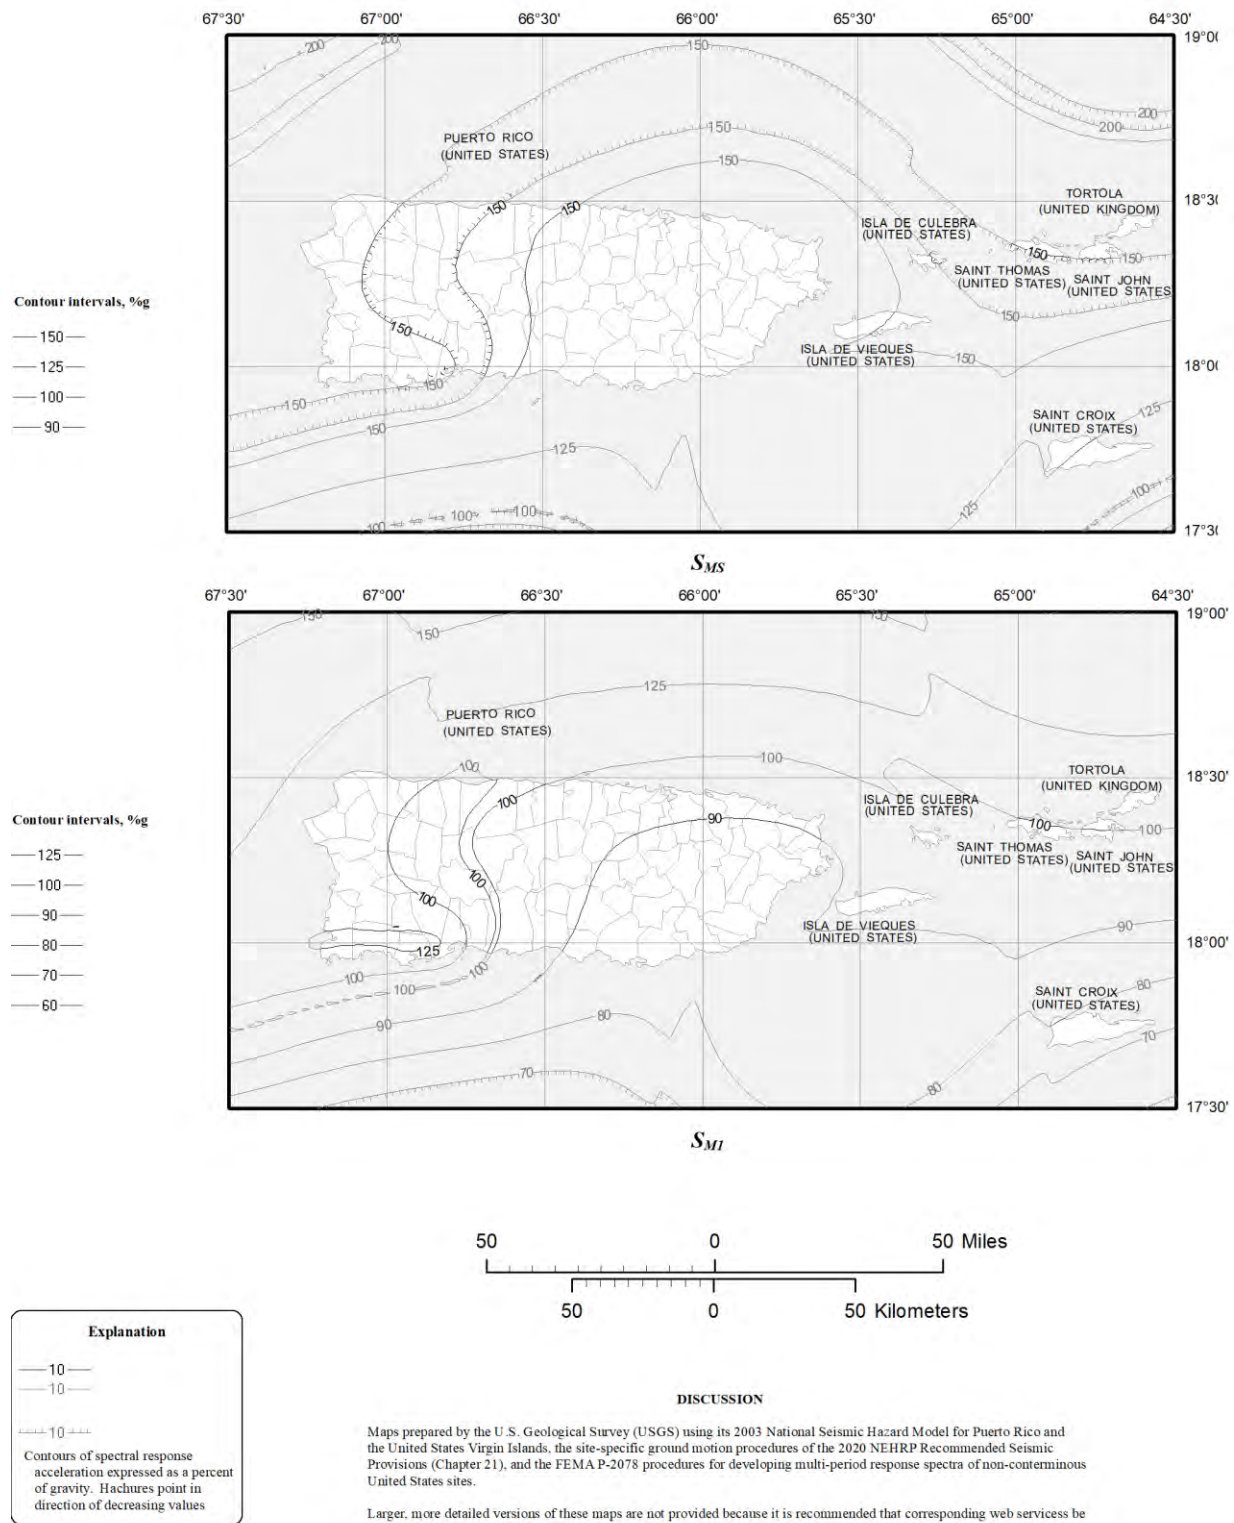 67°30' 67°00' 66°30' 66°00' 65°30' 65°00' 64°30'
19°0
200
200
150
200
200
PUERTO RICO
(UNITED STATES)
150
150
TORTOLA
(UNITED KINGDOM)
18°30'
150
150
150
ISLA DE CULEBRA
(UNITED STATES)
150
150
SAINT THOMAS
(UNITED STATES)
SAINT JOHN
(UNITED STATES
Contour intervals, %g
150
125
100
90
150
150
ISLA DE VIEQUES
(UNITED STATES)
150
18°00'
150
150
150
SAINT CROIX
(UNITED STATES)
125
125
100
125
100
100
100
17°30'
SMS
67°30' 67°00' 66°30' 66°00' 65°30' 65°00' 64°30'
19°00'
150
150
150
125
PUERTO RICO
(UNITED STATES)
100
100
TORTOLA
(UNITED KINGDOM)
18°30'
100
ISLA DE CULEBRA
(UNITED STATES)
90
100
100
Contour intervals, %g
125
100
90
80
70
60
SAINT THOMAS
(UNITED STATES)
SAINT JOHN
(UNITED STATES
100
100
ISLA DE VIEQUES
(UNITED STATES)
90
18°00'
125
100
100
100
SAINT CROIX
(UNITED STATES)
80
90
80
70
70
80
17°30'
SM1
50 0 50 Miles
50 0 50 Kilometers
Explanation
10
10
10
Contours of spectral response
acceleration expressed as a percent
of gravity. Hachures point in
direction of decreasing values
DISCUSSION
Maps prepared by the U.S. Geological Survey (USGS) using its 2003 National Seismic Hazard Model for Puerto Rico and
the United States Virgin Islands, the site-specific ground motion procedures of the 2020 NEHRP Recommended Seismic
Provisions (Chapter 21), and the FEMA P-2078 procedures for developing multi-period response spectra of non-conterminous
United States sites.
Larger, more detailed versions of these maps are not provided because it is recommended that corresponding web servicess be